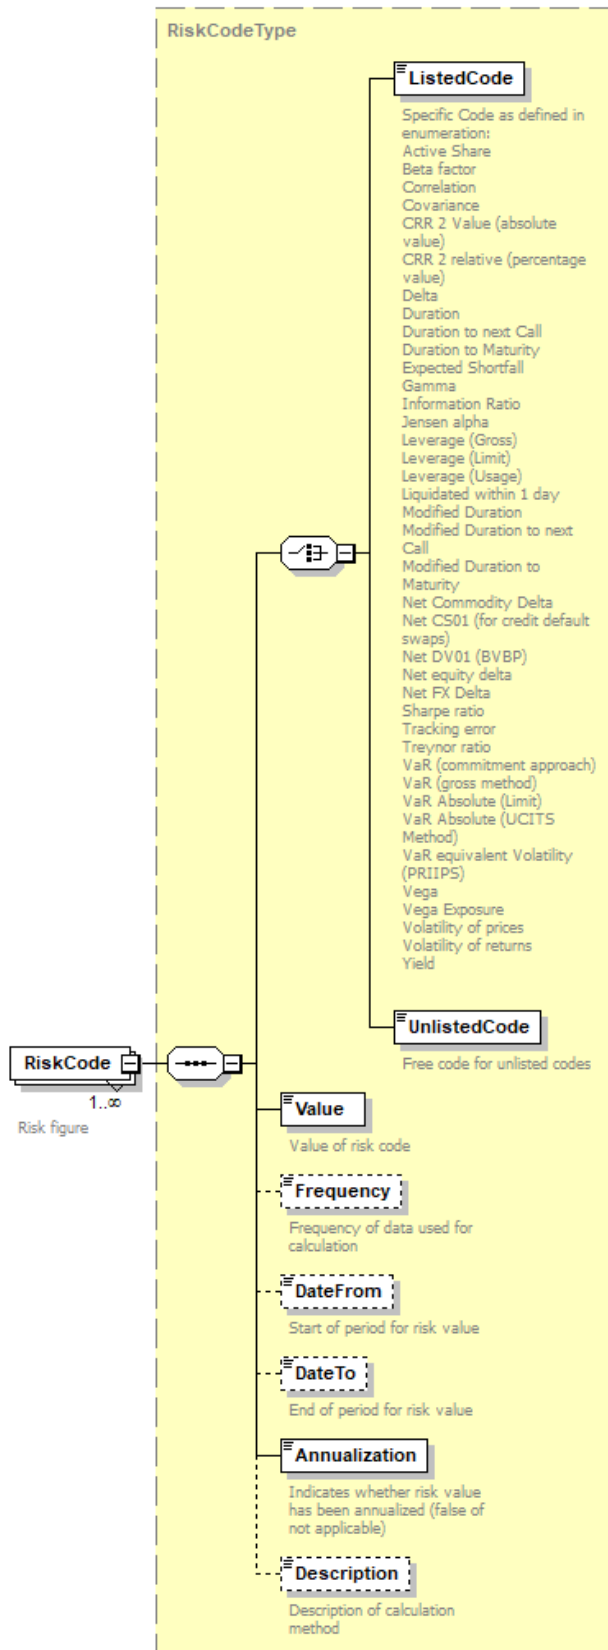 RiskCodeType
ListedCode
Specific Code as defined in
enumeration:
Active Share
Beta factor
Correlation
Covariance
CRR 2 Value (absolute
value)
CRR 2 relative (percentage
value)
Delta
Duration
Duration to next Call
Duration to Maturity
Expected Shortfall
Gamma
Information Ratio
Jensen alpha
Leverage (Gross)
Leverage (Limit)
Leverage (Usage)
Liquidated within 1 day
Modified Duration
Modified Duration to next
Call
Modified Duration to
Maturity
Net Commodity Delta
Net CS01 (for credit default
swaps)
Net DV01 (BVBP)
Net equity delta
Net FX Delta
Sharpe ratio
Tracking error
Treynor ratio
VaR (commitment approach)
VaR (gross method)
VaR Absolute (Limit)
VaR Absolute (UCITS
Method)
VaR equivalent Volatility
(PRIIPS)
Vega
Vega Exposure
Volatility of prices
Volatility of returns
Yield
UnlistedCode
Free code for unlisted codes
RiskCode
1..∞
Risk figure
Value
Value of risk code
Frequency
Frequency of data used for
calculation
DateFrom
Start of period for risk value
DateTo
End of period for risk value
Annualization
Indicates whether risk value
has been annualized (false of
not applicable)
Description
Description of calculation
method